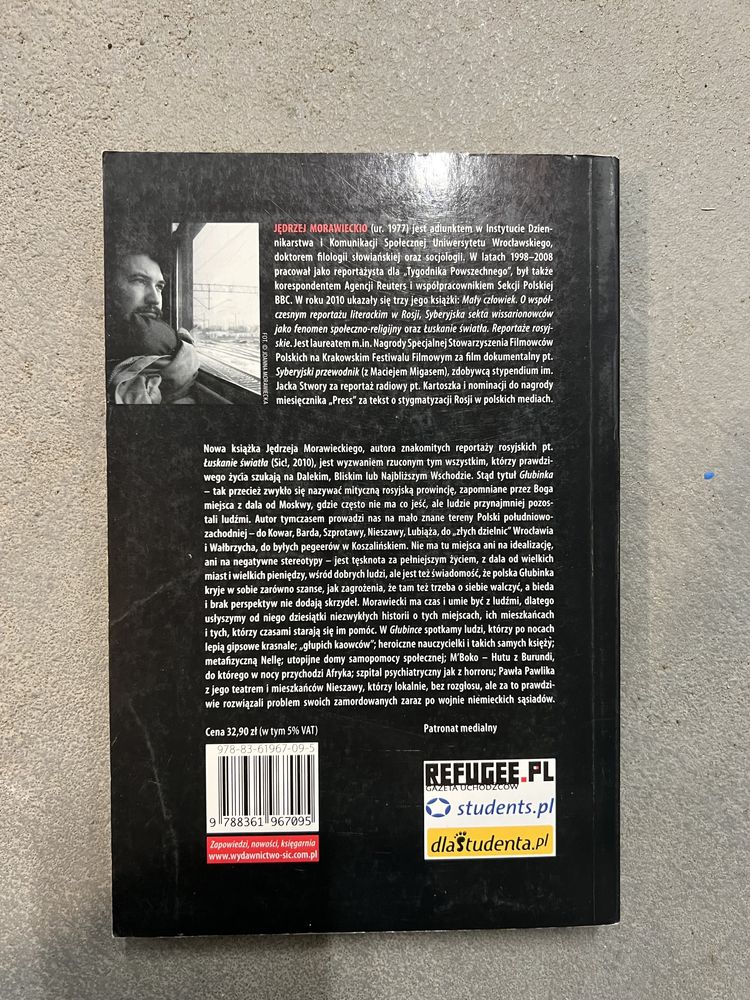 JĘDRZEJ MORAWIECKIO (ur. 1977) jest adiunktem w Instytucie Dzien-
nikarstwa i Komunikacji Społecznej Uniwersytetu Wrocławskiego,
doktorem filologii słowiańskiej oraz socjologii. W latach 1998–2008
pracował jako reportażysta dla „Tygodnika Powszechnego", był także
korespondentem Agencji Reuters i współpracownikiem Sekcji Polskiej
BBC. W roku 2010 ukazały się trzy jego książki: Mały człowiek. O współ-
czesnym reportażu literackim w Rosji, Syberyjska sekta wissarionowców
jako fenomen społeczno-religijny oraz Łuskanie światła. Reportaże rosyj-
skie. Jest laureatem m.in. Nagrody Specjalnej Stowarzyszenia Filmowców
Polskich na Krakowskim Festiwalu Filmowym za film dokumentalny pt.
Syberyjski przewodnik (z Maciejem Migasem), zdobywcą stypendium im.
Jacka Stwory za reportaż radiowy pt. Kartoszka i nominacji do nagrody
miesięcznika „Press" za tekst o stygmatyzacji Rosji w polskich mediach.
FOT. © JOANNA MORAWIECKA
Nowa książka Jędrzeja Morawieckiego, autora znakomitych reportaży rosyjskich pt.
Łuskanie światła (Sic!, 2010), jest wyzwaniem rzuconym tym wszystkim, którzy prawdzi-
wego życia szukają na Dalekim, Bliskim lub Najbliższym Wschodzie. Stąd tytuł Głubinka
– tak przecież zwykło się nazywać mityczną rosyjską prowincję, zapomniane przez Boga
miejsca z dala od Moskwy, gdzie często nie ma co jeść, ale ludzie przynajmniej pozos-
tali ludźmi. Autor tymczasem prowadzi nas na mało znane tereny Polski południowo-
zachodniej – do Kowar, Barda, Szprotawy, Nieszawy, Lubiąża, do „złych dzielnic" Wrocławia
i Wałbrzycha, do byłych pegeerów w Koszalińskiem. Nie ma tu miejsca ani na idealizację,
ani na negatywne stereotypy – jest tęsknota za pełniejszym życiem, z dala od wielkich
miast i wielkich pieniędzy, wśród dobrych ludzi, ale jest też świadomość, że polska Głubinka
kryje w sobie zarówno szanse, jak zagrożenia, że tam też trzeba o siebie walczyć, a bieda
i brak perspektyw nie dodają skrzydeł. Morawiecki ma czas i umie być z ludźmi, dlatego
usłyszymy od niego dziesiątki niezwykłych historii o tych miejscach, ich mieszkańcach
i tych, którzy czasami starają się im pomóc. W Głubince spotkamy ludzi, którzy po nocach
lepią gipsowe krasnale; „głupich kaowców"; heroiczne nauczycielki i takich samych księży;
metafizyczną Nellę; utopijne domy samopomocy społecznej; M'Boko – Hutu z Burundi,
do którego w nocy przychodzi Afryka; szpital psychiatryczny jak z horroru; Pawła Pawlika
z jego teatrem i mieszkańców Nieszawy, którzy lokalnie, bez rozgłosu, ale za to prawdzi-
wie rozwiązali problem swoich zamordowanych zaraz po wojnie niemieckich sąsiadów.
Cena 32,90 zł (w tym 5% VAT)
Patronat medialny
978-83-61967-09-5
9 788361 967095
Zapowiedzi, nowości, księgarnia
www.wydawnictwo-sic.com.pl
REFUGEE.PL
GAZETA UCHODŹCÓW
students.pl
dlastudenta.pl